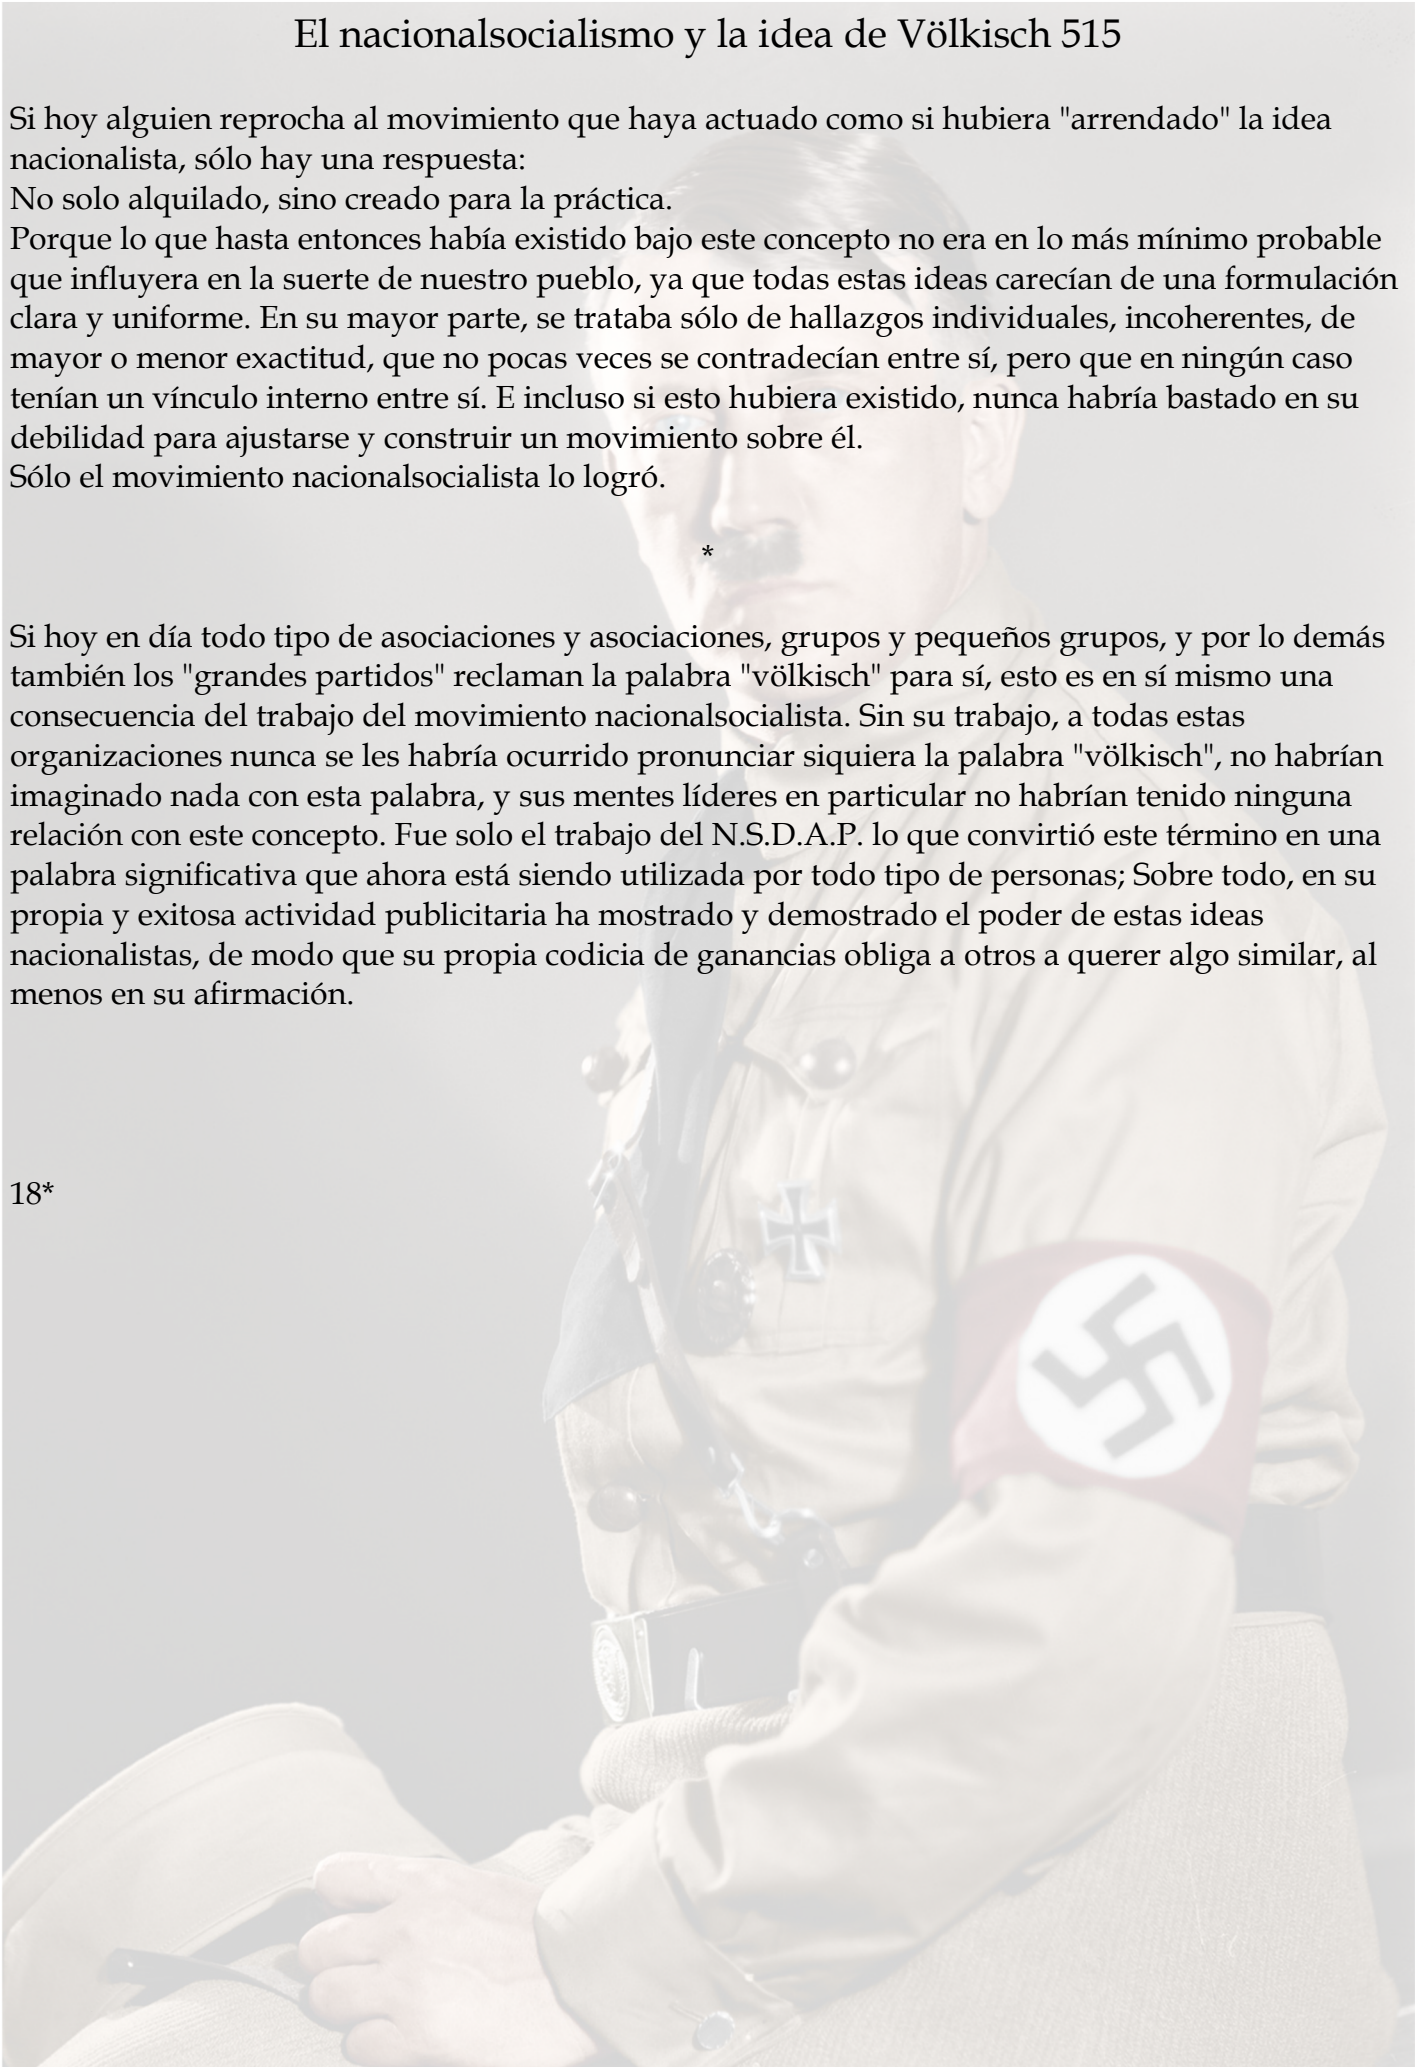 El nacionalsocialismo y la idea de Völkisch 515
Si hoy alguien reprocha al movimiento que haya actuado como si hubiera "arrendado" la idea
nacionalista, sólo hay una respuesta:
No solo alquilado, sino creado para la práctica.
Porque lo que hasta entonces había existido bajo este concepto no era en lo más mínimo probable
que influyera en la suerte de nuestro pueblo, ya que todas estas ideas carecían de una formulación
clara y uniforme. En su mayor parte, se trataba sólo de hallazgos individuales, incoherentes, de
mayor o menor exactitud, que no pocas veces se contradecían entre sí, pero que en ningún caso
tenían un vínculo interno entre sí. E incluso si esto hubiera existido, nunca habría bastado en su
debilidad para ajustarse y construir un movimiento sobre él.
Sólo el movimiento nacionalsocialista lo logró.
*
Si hoy en día todo tipo de asociaciones y asociaciones, grupos y pequeños grupos, y por lo demás
también los "grandes partidos" reclaman la palabra "völkisch" para sí, esto es en sí mismo una
consecuencia del trabajo del movimiento nacionalsocialista. Sin su trabajo, a todas estas
organizaciones nunca se les habría ocurrido pronunciar siquiera la palabra "völkisch", no habrían
imaginado nada con esta palabra, y sus mentes líderes en particular no habrían tenido ninguna
relación con este concepto. Fue solo el trabajo del N.S.D.A.P. lo que convirtió este término en una
palabra significativa que ahora está siendo utilizada por todo tipo de personas; Sobre todo, en su
propia y exitosa actividad publicitaria ha mostrado y demostrado el poder de estas ideas
nacionalistas, de modo que su propia codicia de ganancias obliga a otros a querer algo similar, al
menos en su afirmación.
18*